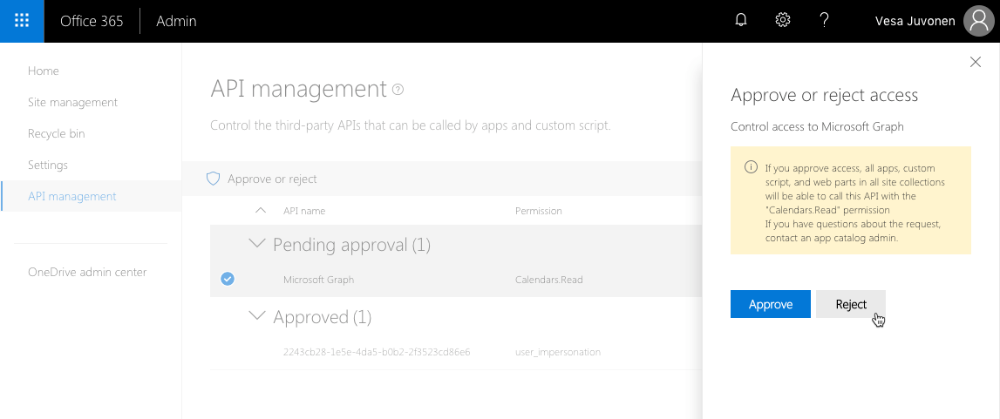 Office 365 Admin ? Vesa Juvonen
Home
Site management
Recycle bin
Settings
API management
OneDrive admin center
API management ?
Control the third-party APIs that can be called by apps and custom script.
Approve or reject
API name Permission
Pending approval (1)
Microsoft Graph Calendars.Read
Approved (1)
2243cb28-1e5e-4da5-b0b2-2f3523cd86e6 user_impersonation
Approve or reject access
Control access to Microsoft Graph
If you approve access, all apps, custom
script, and web parts in all site collections
will be able to call this API with the
"Calendars.Read" permission
If you have questions about the request,
contact an app catalog admin.
Approve Reject